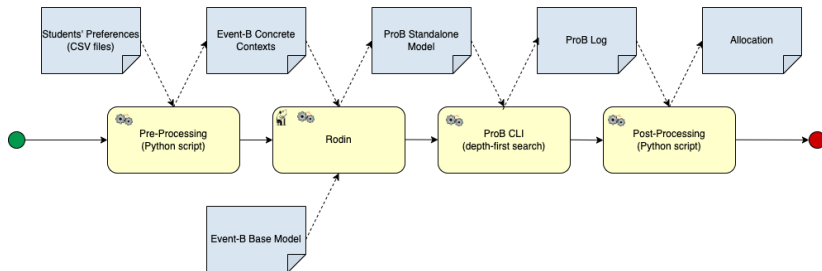 Students' Preferences
(CSV files)
Event-B Concrete
Contexts
ProB Standalone
Model
ProB Log
Allocation
Pre-Processing
(Python script)
Rodin
ProB CLI
(depth-first search)
Post-Processing
(Python script)
Event-B Base Model